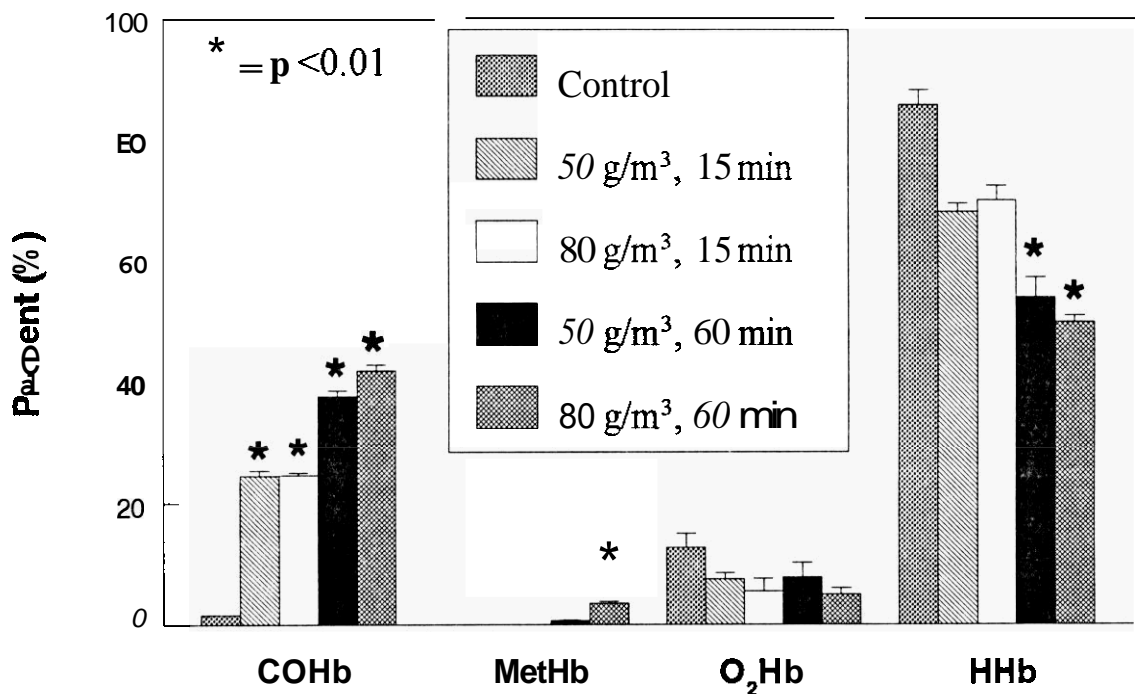 100
* = p <0.01
EO
60
40
20
0
Percent (%)
Control
50 g/m³, 15 min
80 g/m³, 15 min
50 g/m³, 60 min
80 g/m³, 60 min
*
*
*
*
*
*
*
COHb
MetHb
O₂Hb
HHb